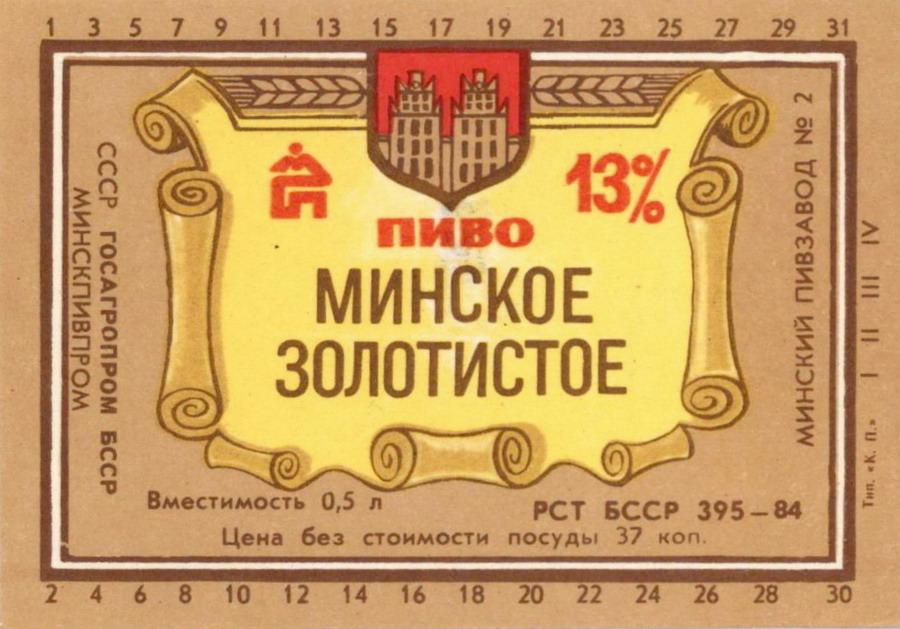 1 3 5 7 9 11 13 15 17 19 21 23 25 27 29 31
13%
пиво
МИНСКОЕ
ЗОЛОТИСТОЕ
СССР ГОСАГРОПРОМ БССР
МИНСКПИВПРОМ
МИНСКИЙ ПИВЗАВОД № 2
I II III IV
Тип. «К. П.»
Вместимость 0,5 л
РСТ БССР 395-84
Цена без стоимости посуды 37 коп.
2 4 6 8 10 12 14 16 18 20 22 24 26 28 30